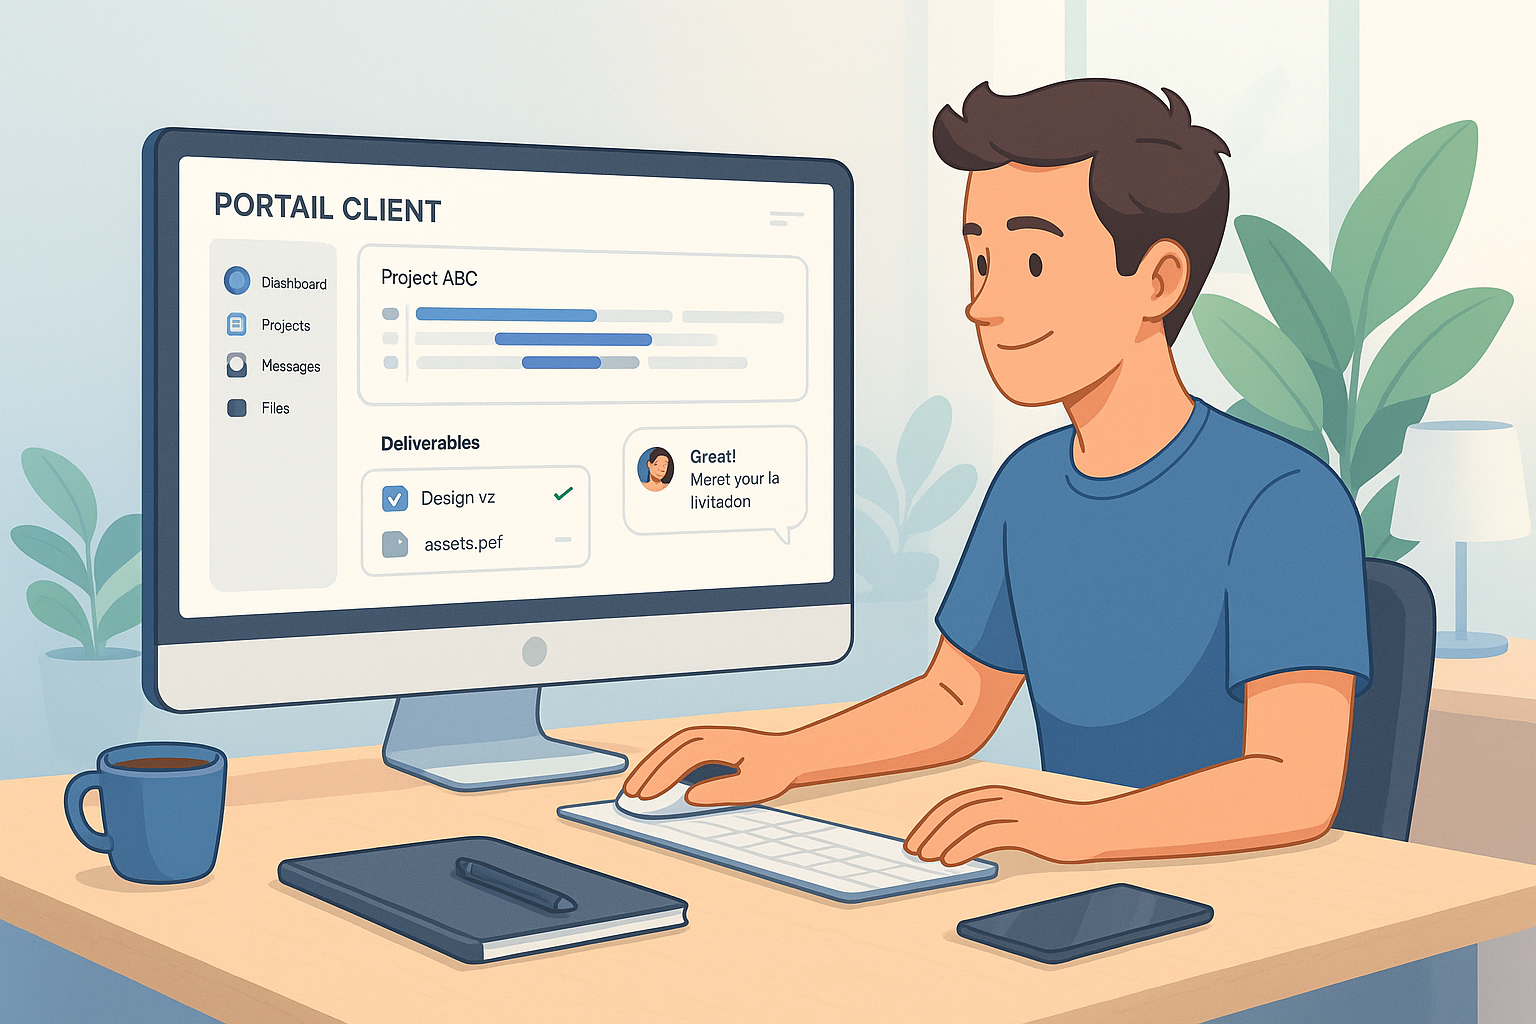 PORTAIL CLIENT
Diashboard
Projects
Messages
Files
Project ABC
Deliverables
Design vz
assets.pef
Great!
Meret your la
livitadon